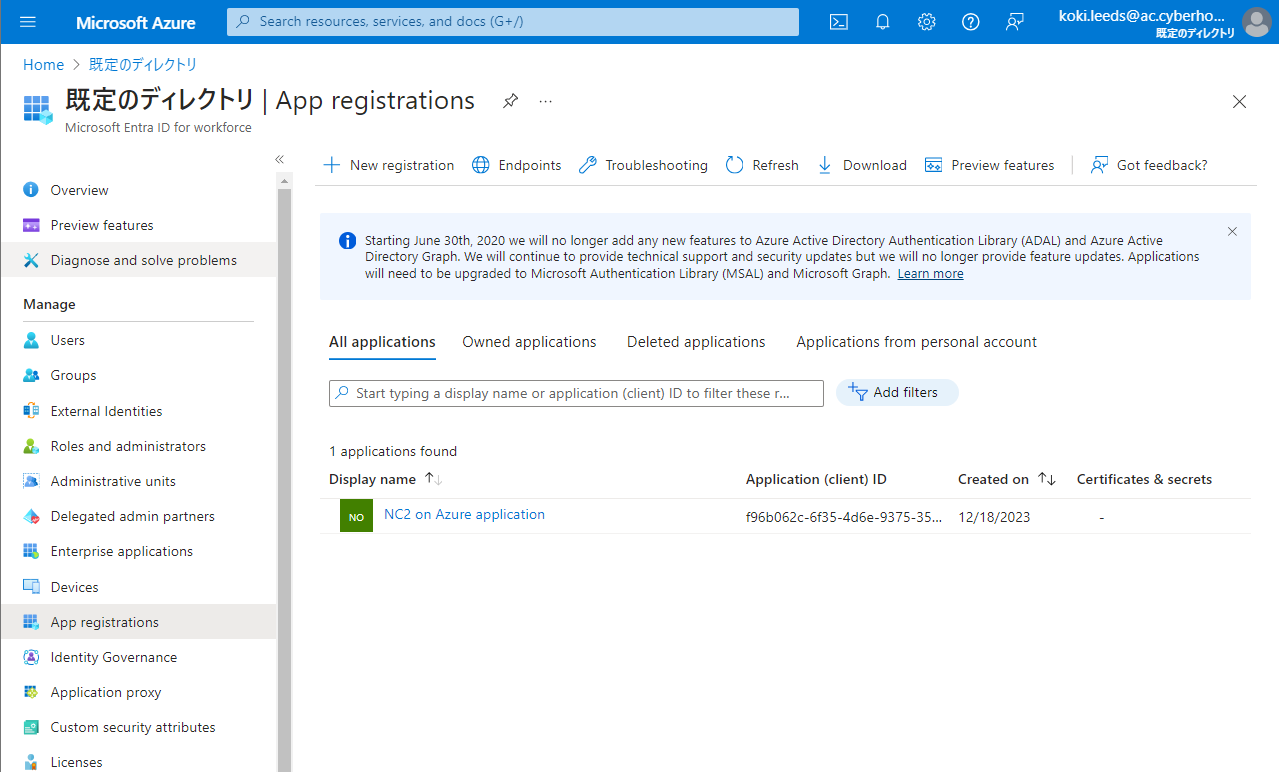 Microsoft Azure
Search resources, services, and docs (G+/)
koki.leeds@ac.cyberho...
既定のディレクトリ
Home > 既定のディレクトリ
既定のディレクトリ | App registrations
...
Microsoft Entra ID for workforce
Overview
Preview features
Diagnose and solve problems
Manage
Users
Groups
External Identities
Roles and administrators
Administrative units
Delegated admin partners
Enterprise applications
Devices
App registrations
Identity Governance
Application proxy
Custom security attributes
Licenses
New registration Endpoints Troubleshooting Refresh Download Preview features Got feedback?
Starting June 30th, 2020 we will no longer add any new features to Azure Active Directory Authentication Library (ADAL) and Azure Active
Directory Graph. We will continue to provide technical support and security updates but we will no longer provide feature updates. Applications
will need to be upgraded to Microsoft Authentication Library (MSAL) and Microsoft Graph. Learn more
All applications Owned applications Deleted applications Applications from personal account
Start typing a display name or application (client) ID to filter these r...
Add filters
1 applications found
Display name Application (client) ID Created on Certificates & secrets
NO NC2 on Azure application f96b062c-6f35-4d6e-9375-35... 12/18/2023 -